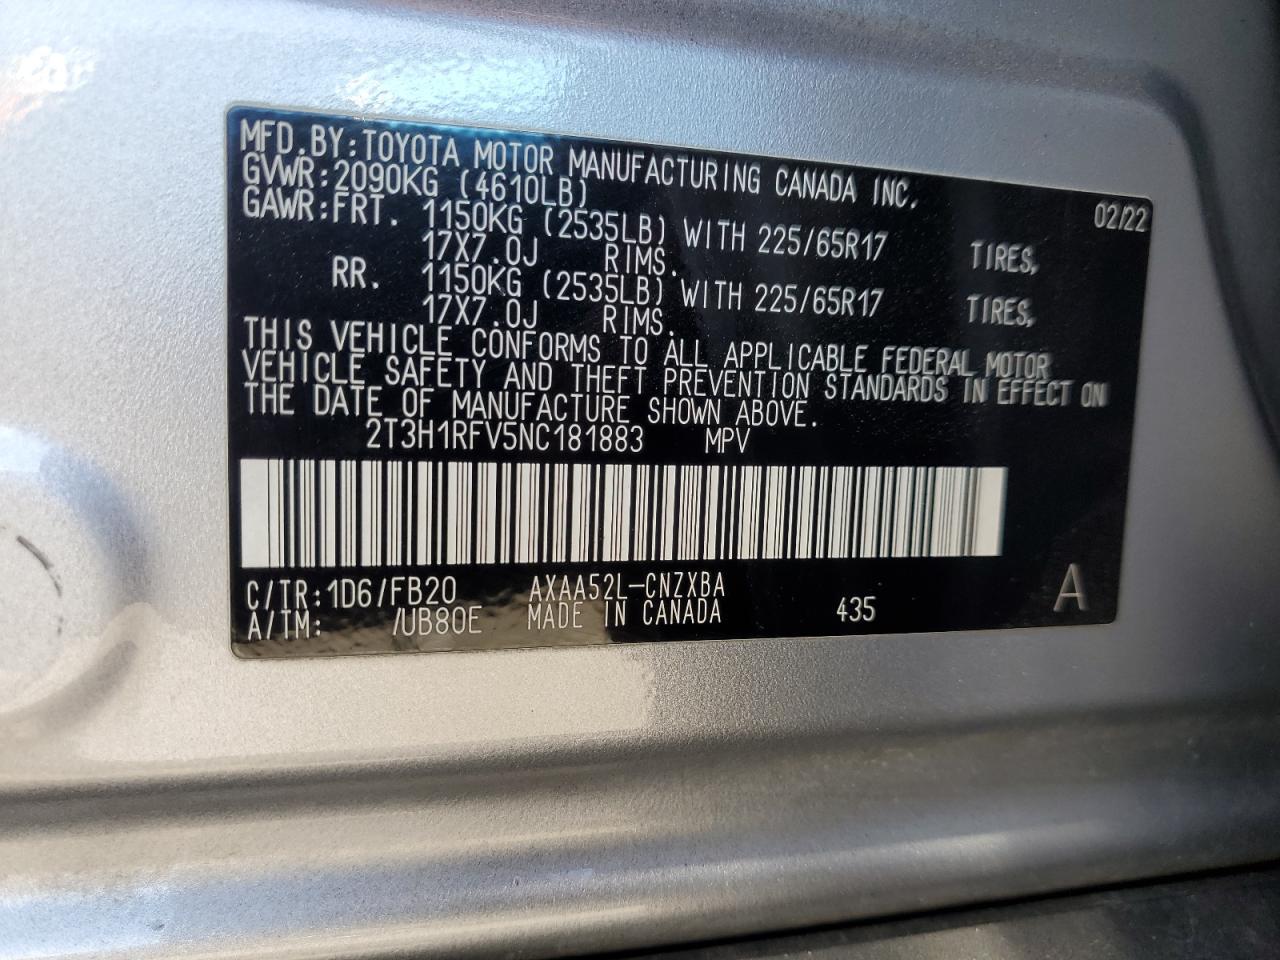 MFD.BY:TOYOTA MOTOR MANUFACTURING CANADA INC.
GVWR:2090KG (4610LB) 02/22
GAWR:FRT. 1150KG (2535LB) WITH 225/65R17 TIRES,
17X7.0J RIMS.
RR. 1150KG (2535LB) WITH 225/65R17 TIRES,
17X7.0J RIMS.
THIS VEHICLE CONFORMS TO ALL APPLICABLE FEDERAL MOTOR
VEHICLE SAFETY AND THEFT PREVENTION STANDARDS IN EFFECT ON
THE DATE OF MANUFACTURE SHOWN ABOVE.
2T3H1RFV5NC181883 MPV
C/TR:1D6/FB20 AXAA52L-CNZXBA
A/TM: /UB80E MADE IN CANADA 435 A